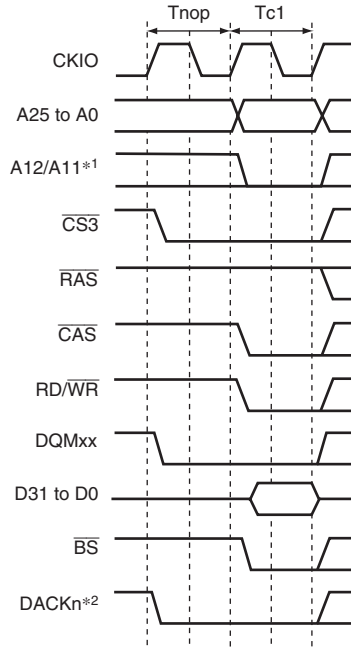 Tnop Tc1
CKIO
A25 to A0
A12/A11*1
CS3
RAS
CAS
RD/WR
DQMxx
D31 to D0
BS
DACKn*2